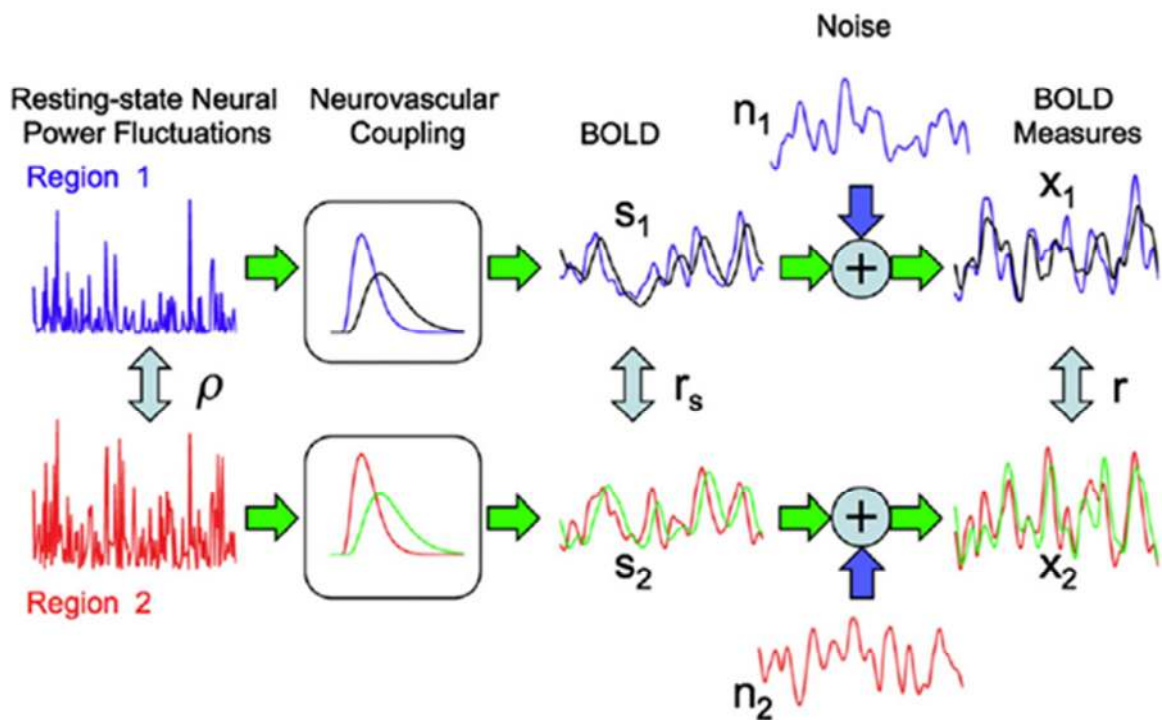 Noise
Resting-state Neural
Power Fluctuations
Neurovascular
Coupling
BOLD
n1
BOLD
Measures
Region 1
s1
x1
+
ρ
rs
r
+
s2
x2
Region 2
n2